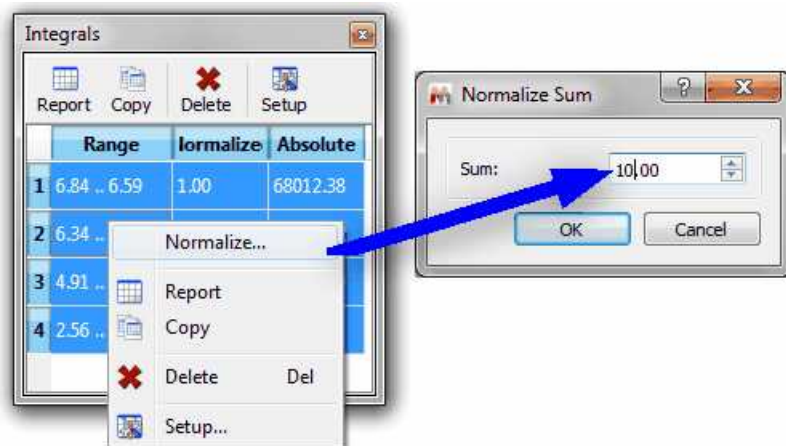 Integrals
Report Copy Delete Setup
Range lormalize Absolute
1 6.84 .. 6.59 1.00 68012.38
2 6.34 ..
3 4.91 ..
4 2.56 ..
Normalize...
Report
Copy
Delete Del
Setup...
Normalize Sum
Sum: 10.00
OK Cancel